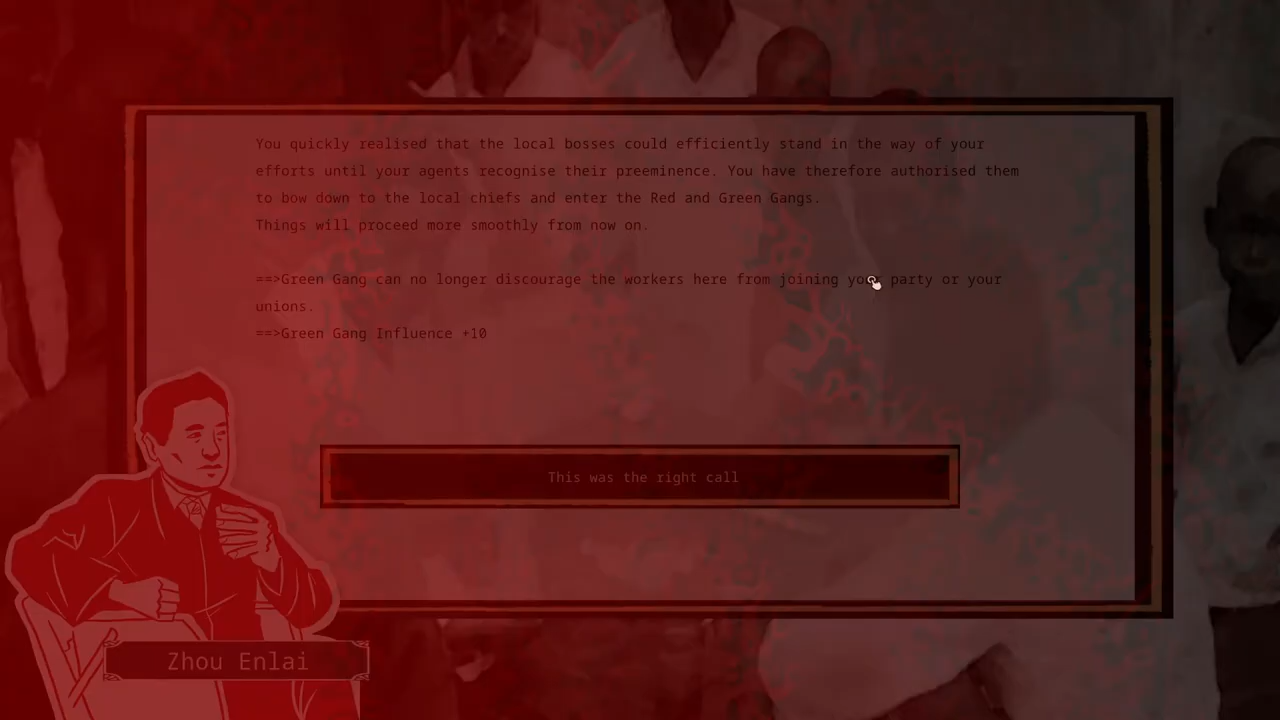 You quickly realised that the local bosses could efficiently stand in the way of your
efforts until your agents recognise their preeminence. You have therefore authorised them
to bow down to the local chiefs and enter the Red and Green Gangs.
Things will proceed more smoothly from now on.
==>Green Gang can no longer discourage the workers here from joining your party or your
unions.
==>Green Gang Influence +10
This was the right call
Zhou Enlai